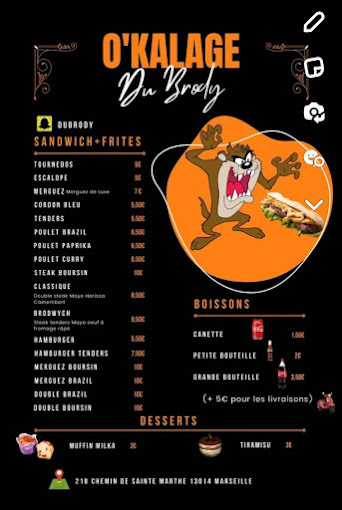 O'KALAGE
Du Brody
DUBRODY
SANDWICH+FRITES
TOURNEDOS 9€
ESCALOPE 9€
MERGUEZ Merguez de luxe 7€
CORDON BLEU 6,50€
TENDERS 6,50€
POULET BRAZIL 6,50€
POULET PAPRIKA 6,50€
POULET CURRY 6,50€
STEAK BOURSIN 10€
CLASSIQUE
Double steak Mayo Harissa
Camembert 8,50€
BRODWYCH
Steak tenders Mayo oeuf &
fromage râpé 9,50€
HAMBURGER 5,50€
HAMBURGER TENDERS 7,50€
MERGUEZ BOURSIN 10€
MERGUEZ BRAZIL 10€
DOUBLE BRAZIL 10€
DOUBLE BOURSIN 10€
BOISSONS
CANETTE 1,50€
PETITE BOUTEILLE 2€
GRANDE BOUTEILLE 3,50€
(+ 5€ pour les livraisons)
DESSERTS
MUFFIN MILKA 3€
TIRAMISU 3€
218 CHEMIN DE SAINTE MARTHE 13014 MARSEILLE